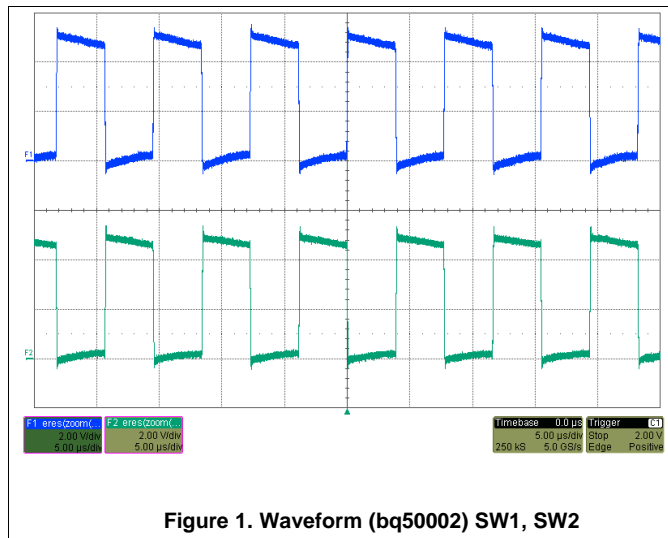 F1
F2
F1 eres(zoom(...
2.00 V/div
5.00 µs/div
F2 eres(zoom(...
2.00 V/div
5.00 µs/div
Timebase 0.0 µs
5.00 µs/div
250 kS 5.0 GS/s
Trigger C1
Stop 2.00 V
Edge Positive
Figure 1. Waveform (bq50002) SW1, SW2